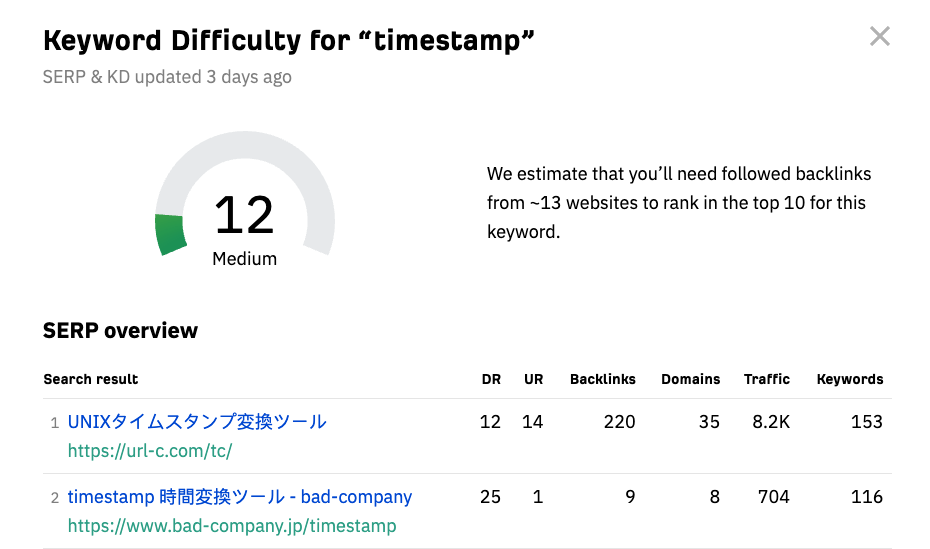 Keyword Difficulty for “timestamp”
SERP & KD updated 3 days ago
12
Medium
We estimate that you’ll need followed backlinks
from ~13 websites to rank in the top 10 for this
keyword.
SERP overview
Search result DR UR Backlinks Domains Traffic Keywords
1 UNIXタイムスタンプ変換ツール 12 14 220 35 8.2K 153
https://url-c.com/tc/
2 timestamp 時間変換ツール - bad-company 25 1 9 8 704 116
https://www.bad-company.jp/timestamp